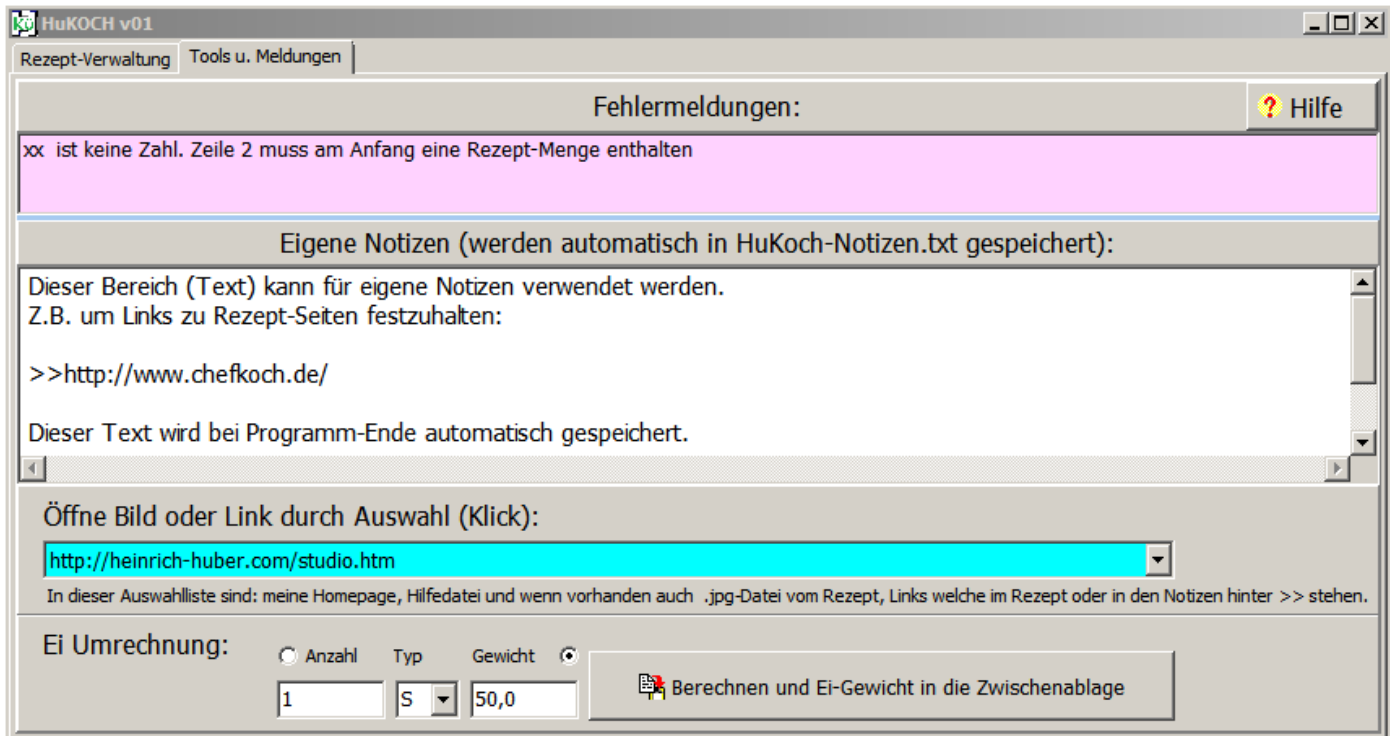 Kü HuKOCH v01
Rezept-Verwaltung Tools u. Meldungen
Fehlermeldungen:
? Hilfe
xx ist keine Zahl. Zeile 2 muss am Anfang eine Rezept-Menge enthalten
Eigene Notizen (werden automatisch in HuKoch-Notizen.txt gespeichert):
Dieser Bereich (Text) kann für eigene Notizen verwendet werden.
Z.B. um Links zu Rezept-Seiten festzuhalten:
>>http://www.chefkoch.de/
Dieser Text wird bei Programm-Ende automatisch gespeichert.
Öffne Bild oder Link durch Auswahl (Klick):
http://heinrich-huber.com/studio.htm
In dieser Auswahlliste sind: meine Homepage, Hilfedatei und wenn vorhanden auch .jpg-Datei vom Rezept, Links welche im Rezept oder in den Notizen hinter >> stehen.
Ei Umrechnung:
Anzahl Typ Gewicht
1 S 50,0
Berechnen und Ei-Gewicht in die Zwischenablage